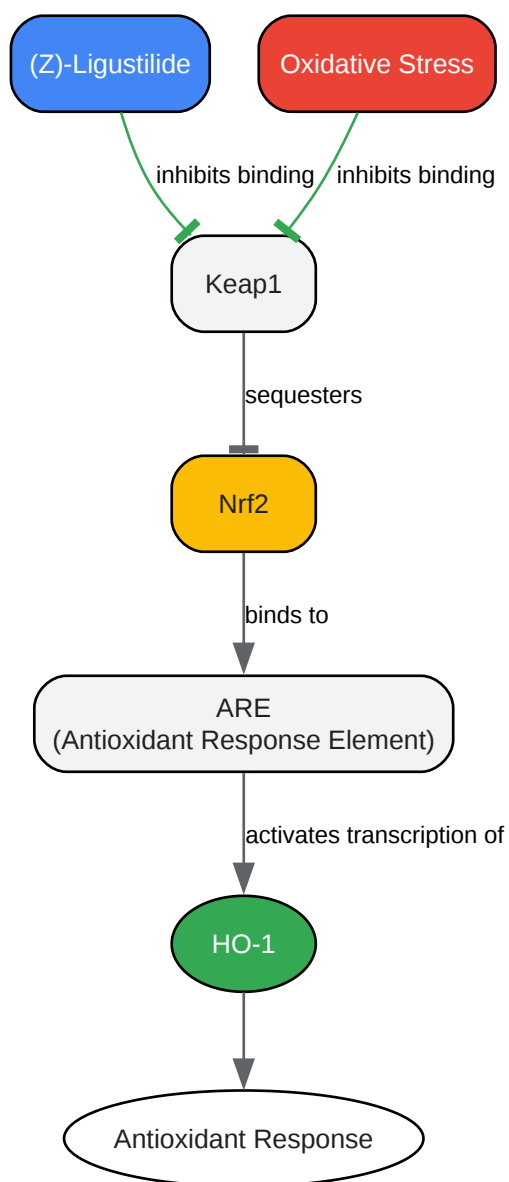 (Z)-Ligustilide
Oxidative Stress
inhibits binding
inhibits binding
Keap1
sequesters
Nrf2
binds to
ARE
(Antioxidant Response Element)
activates transcription of
HO-1
Antioxidant Response